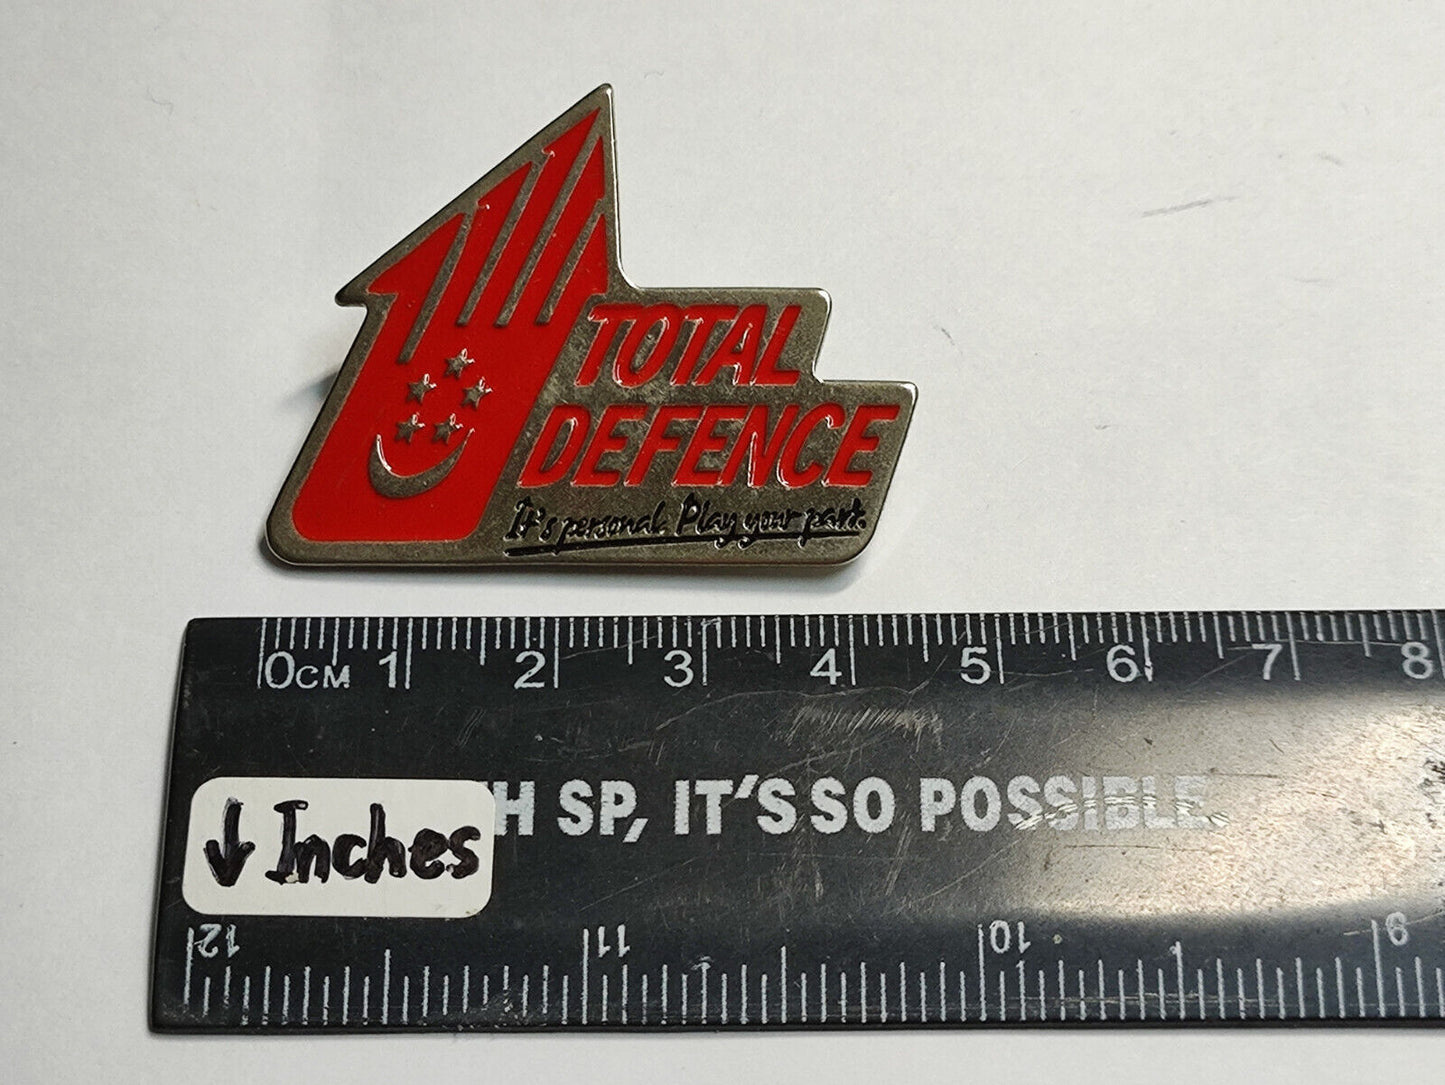 TOTAL
DEFENCE
It's personal. Play your part.
0CM 1 2 3 4 5 6 7 8
H SP, IT'S SO POSSIBLE.
↓ Inches
12 11 10 9